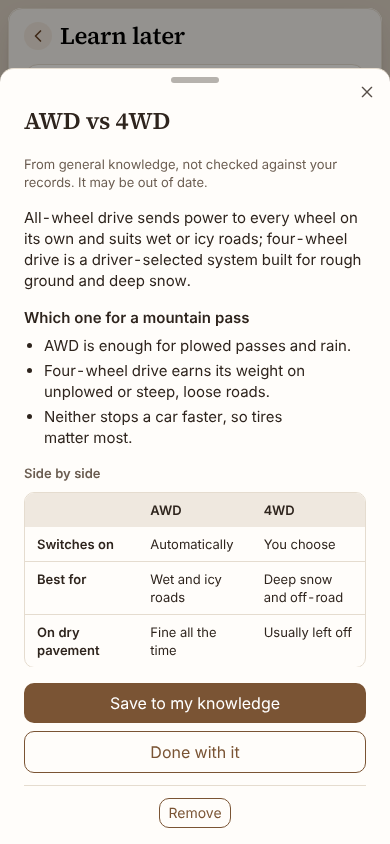 Learn later
AWD vs 4WD
From general knowledge, not checked against your
records. It may be out of date.
All-wheel drive sends power to every wheel on
its own and suits wet or icy roads; four-wheel
drive is a driver-selected system built for rough
ground and deep snow.
Which one for a mountain pass
• AWD is enough for plowed passes and rain.
• Four-wheel drive earns its weight on
unplowed or steep, loose roads.
• Neither stops a car faster, so tires
matter most.
Side by side
AWD 4WD
Switches on Automatically You choose
Best for Wet and icy Deep snow
roads and off-road
On dry Fine all the Usually left off
pavement time
Save to my knowledge
Done with it
Remove